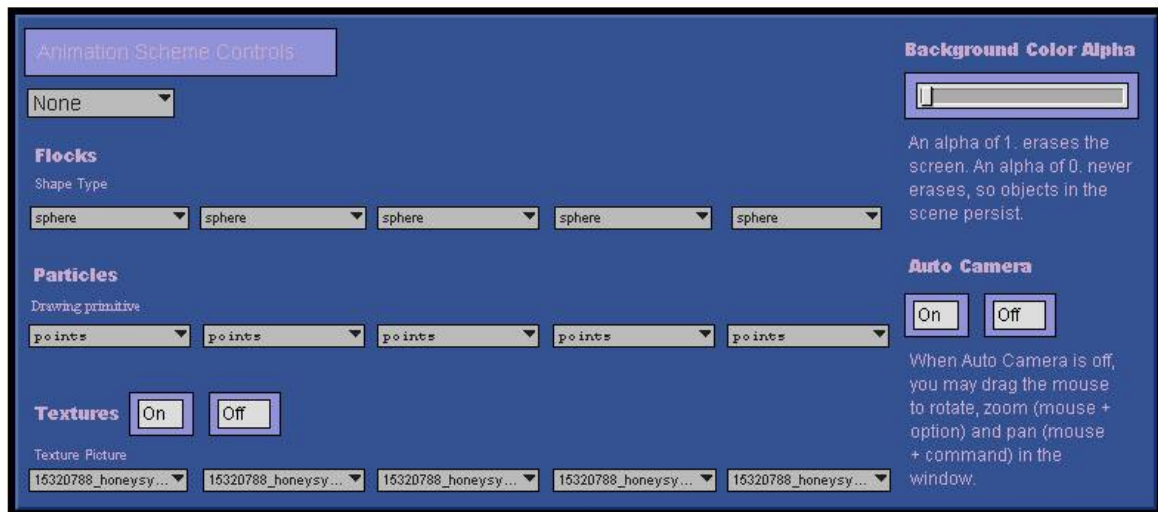 Animation Scheme Controls
None
Flocks
Shape Type
sphere sphere sphere sphere sphere
Particles
Drawing primitive
points points points points points
Textures On Off
Texture Picture
15320788_honeysy... 15320788_honeysy... 15320788_honeysy... 15320788_honeysy... 15320788_honeysy...
Background Color Alpha
An alpha of 1. erases the
screen. An alpha of 0. never
erases, so objects in the
scene persist.
Auto Camera
On Off
When Auto Camera is off,
you may drag the mouse
to rotate, zoom (mouse +
option) and pan (mouse
+ command) in the
window.